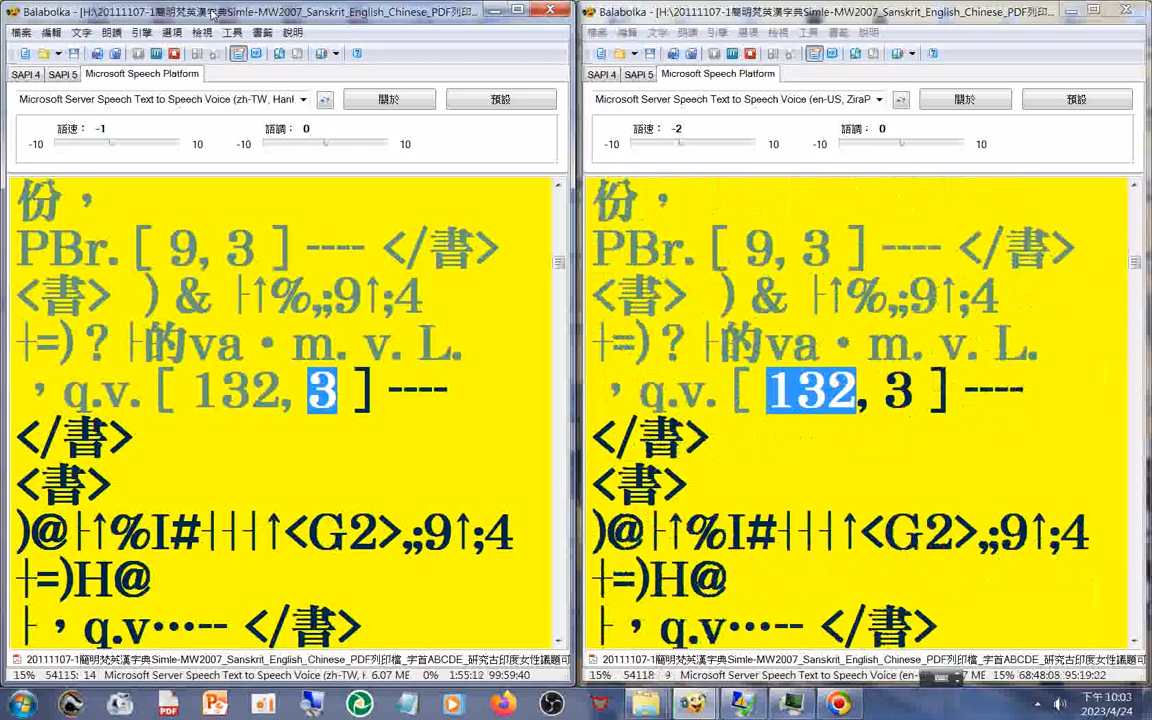 Balabolka - [H:\20111107-1簡明梵英漢字典Simle-MW2007_Sanskrit_English_Chinese_PDF列印...
檔案 編輯 文字 朗讀 引擎 選項 檢視 工具 書籤 說明
SAPI 4 SAPI 5 Microsoft Speech Platform
Microsoft Server Speech Text to Speech Voice (zh-TW, Hanl
關於 預設
語速： -1 語調： 0
-10 10 -10 10
份，
PBr. [ 9, 3 ] ---- </書>
<書> ) & ├↑%,;9↑;4
┼=)？├的va‧m. v. L.
，q.v. [ 132, 3 ] ----
</書>
<書>
)@├↑%I#┤┤┤↑<G2>,;9↑;4
┼=)H@
├，q.v…-- </書>
20111107-1簡明梵英漢字典Simle-MW2007_Sanskrit_English_Chinese_PDF列印檔_字首ABCDE_研究古印度女性議題可
15% 54115: 14 Microsoft Server Speech Text to Speech Voice (zh-TW, H 6.07 ME 0% 1:55:12 99:59:40
Balabolka - [H:\20111107-1簡明梵英漢字典Simle-MW2007_Sanskrit_English_Chinese_PDF列印...
檔案 編輯 文字 朗讀 引擎 選項 檢視 工具 書籤 說明
SAPI 4 SAPI 5 Microsoft Speech Platform
Microsoft Server Speech Text to Speech Voice (en-US, ZiraP
關於 預設
語速： -2 語調： 0
-10 10 -10 10
份，
PBr. [ 9, 3 ] ---- </書>
<書> ) & ├↑%,;9↑;4
┼=)？├的va‧m. v. L.
，q.v. [ 132, 3 ] ----
</書>
<書>
)@├↑%I#┤┤┤↑<G2>,;9↑;4
┼=)H@
├，q.v…-- </書>
20111107-1簡明梵英漢字典Simle-MW2007_Sanskrit_English_Chinese_PDF列印檔_字首ABCDE_研究古印度女性議題可
15% 54118: 9 Microsoft Server Speech Text to Speech 7 ME 15% 68:48:08 95:19:22
下午 10:03
2023/4/24